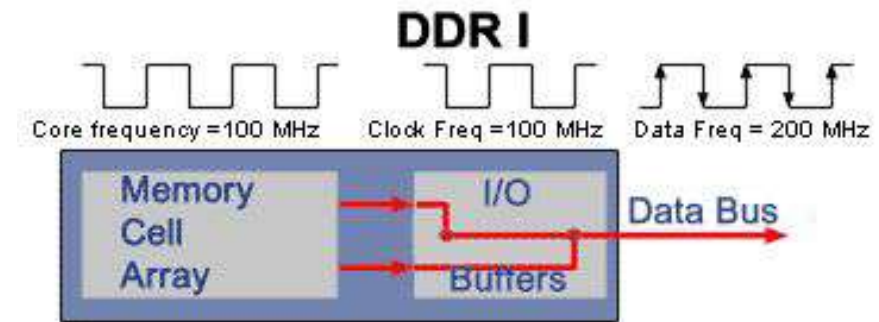 DDR I
Core frequency =100 MHz Clock Freq =100 MHz Data Freq = 200 MHz
Memory I/O
Cell Data Bus
Array Buffers